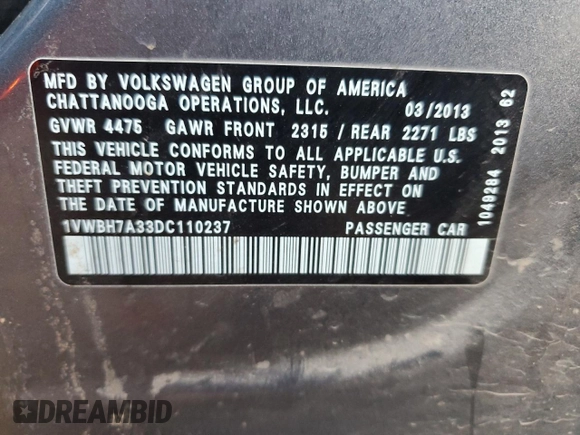 MFD BY VOLKSWAGEN GROUP OF AMERICA
CHATTANOOGA OPERATIONS, LLC. 03/2013
GVWR 4475 GAWR FRONT 2315 / REAR 2271 LBS
THIS VEHICLE CONFORMS TO ALL APPLICABLE U.S.
FEDERAL MOTOR VEHICLE SAFETY, BUMPER AND
THEFT PREVENTION STANDARDS IN EFFECT ON
THE DATE OF MANUFACTURE SHOWN ABOVE.
1VWBH7A33DC110237 PASSENGER CAR
1049284 2013 62
DREAMBID